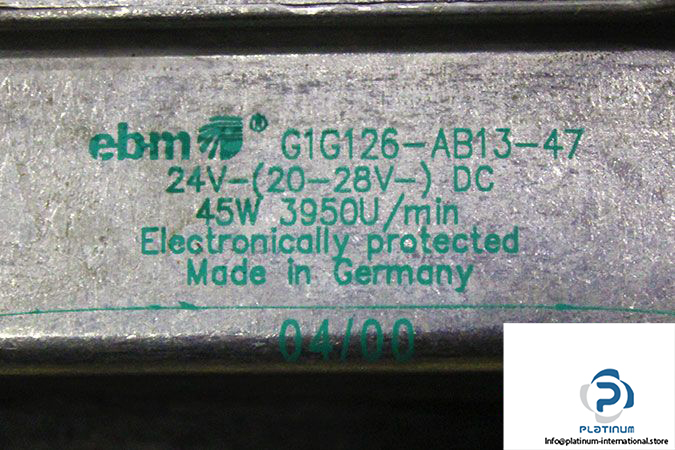 ebm ® G1G126-AB13-47
24V-(20-28V-) DC
45W 3950U/min
Electronically protected
Made in Germany
04/00
P
PLATINUM
Info@platinum-international.store